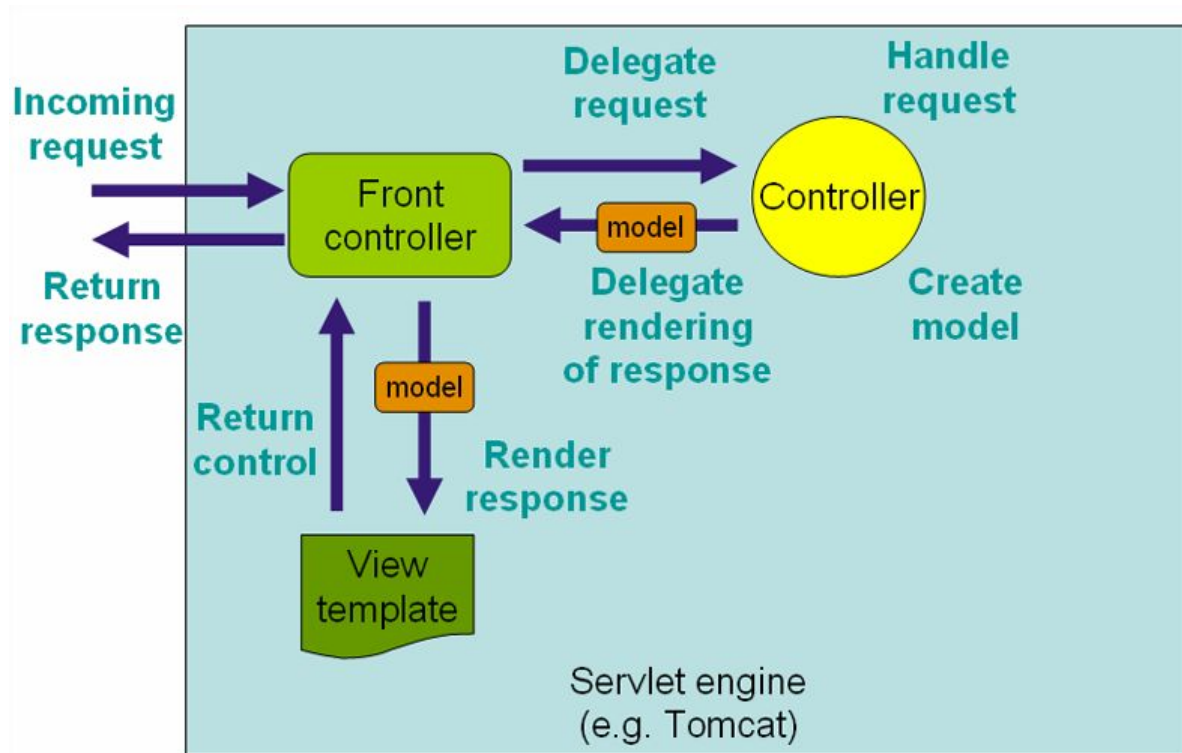 Incoming
request
Return
response
Front
controller
Delegate
request
Handle
request
Controller
model
Delegate
rendering
of response
Create
model
Return
control
model
Render
response
View
template
Servlet engine
(e.g. Tomcat)